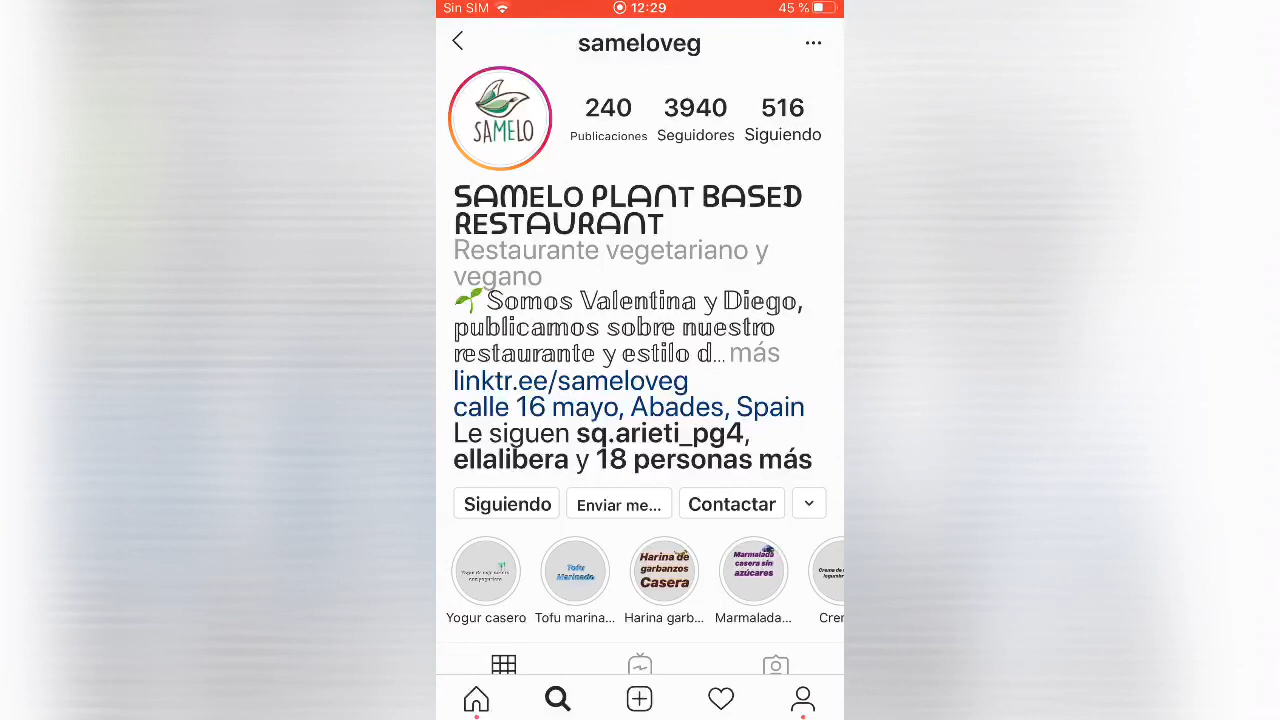 Sin SIM 12:29 45 %
sameloveg
SAMELO
240 3940 516
Publicaciones Seguidores Siguiendo
SAMELO PLANT BASED
RESTAURANT
Restaurante vegetariano y
vegano
🌱Somos Valentina y Diego,
publicamos sobre nuestro
restaurante y estilo d... más
linktr.ee/sameloveg
calle 16 mayo, Abades, Spain
Le siguen sq.arieti_pg4,
ellalibera y 18 personas más
Siguiendo Enviar me... Contactar
Tofu
Marinado
Harina de
garbanzos
Casera
Marmalada
casera sin
azúcares
Yogur casero Tofu marina... Harina garb... Marmalada... Crem